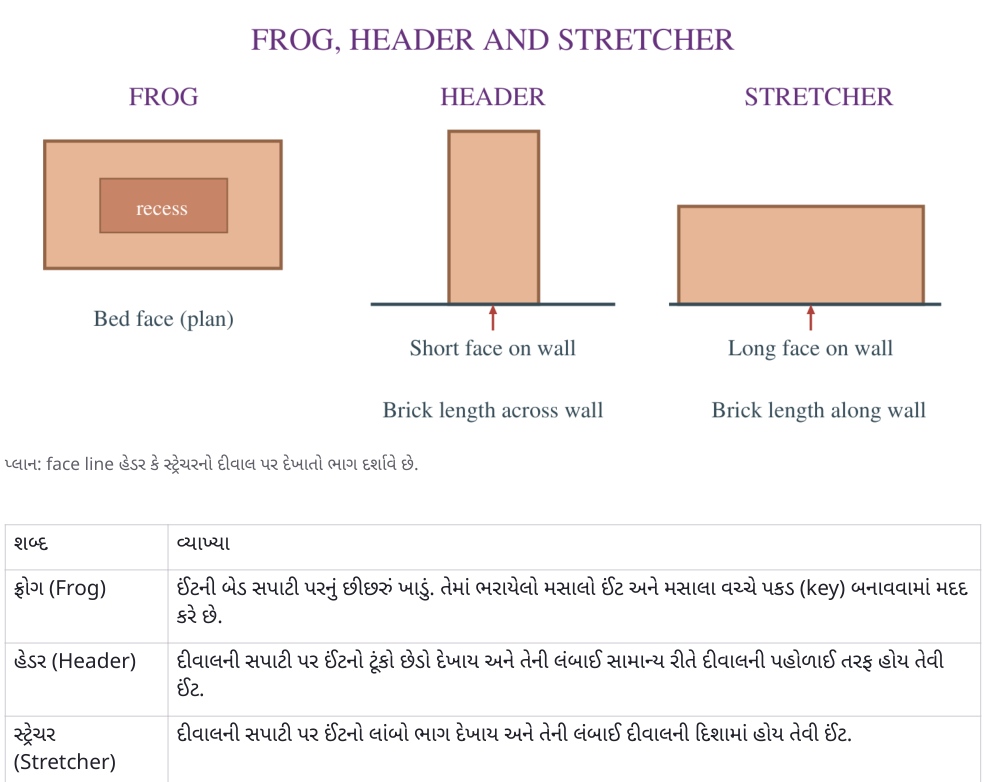 FROG, HEADER AND STRETCHER
FROG
HEADER
STRETCHER
recess
Bed face (plan)
Short face on wall
Long face on wall
Brick length across wall
Brick length along wall
પ્લાન: face line હેડર કે સ્ટ્રેચરનો દીવાલ પર દેખાતો ભાગ દર્શાવે છે.
શબ્દ
વ્યાખ્યા
ફ્રોગ (Frog)
ઈંટની બેડ સપાટી પરનું છીછરું ખાડું. તેમાં ભરાયેલો મસાલો ઈંટ અને મસાલા વચ્ચે પકડ (key) બનાવવામાં મદદ
કરે છે.
હેડર (Header)
દીવાલની સપાટી પર ઈંટનો ટૂંકો છેડો દેખાય અને તેની લંબાઈ સામાન્ય રીતે દીવાલની પહોળાઈ તરફ હોય તેવી
ઈંટ.
સ્ટ્રેચર
(Stretcher)
દીવાલની સપાટી પર ઈંટનો લાંબો ભાગ દેખાય અને તેની લંબાઈ દીવાલની દિશામાં હોય તેવી ઈંટ.